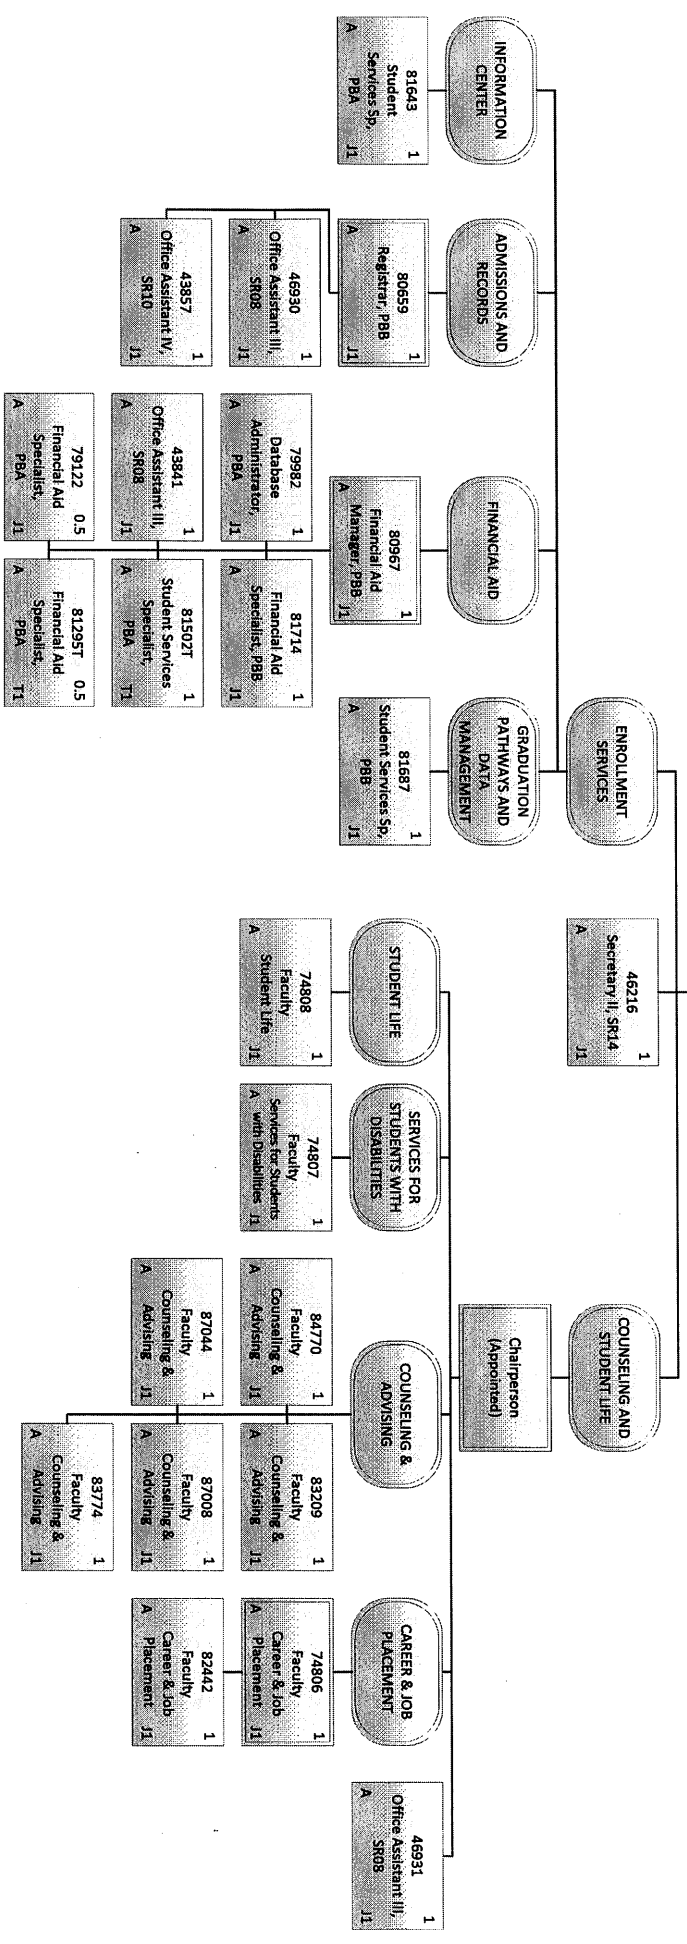 ENROLLMENT
SERVICES
46216
1
Secretary II, SR14
A
J1
COUNSELING AND
STUDENT LIFE
Chairperson
(Appointed)
INFORMATION
CENTER
81643
1
Student
Services Sp,
PBA
A
J1
ADMISSIONS AND
RECORDS
80659
1
Registrar, PBB
A
J1
46930
1
Office Assistant III,
SR08
A
J1
43857
1
Office Assistant IV,
SR10
A
J1
FINANCIAL AID
80967
1
Financial Aid
Manager, PBB
A
J1
79982
1
Database
Administrator,
PBA
A
J1
81714
1
Financial Aid
Specialist, PBB
A
J1
43841
1
Office Assistant III,
SR08
A
J1
81502T
1
Student Services
Specialist,
PBA
A
T1
79122
0.5
Financial Aid
Specialist,
PBA
A
J1
81295T
0.5
Financial Aid
Specialist,
PBA
A
T1
GRADUATION
PATHWAYS AND
DATA
MANAGEMENT
81687
1
Student Services Sp,
PBB
A
J1
STUDENT LIFE
74808
1
Faculty
Student Life
A
J1
SERVICES FOR
STUDENTS WITH
DISABILITIES
74807
1
Faculty
Services for Students
with Disabilities
A
J1
COUNSELING &
ADVISING
84770
1
Faculty
Counseling &
Advising
A
J1
83209
1
Faculty
Counseling &
Advising
A
J1
87044
1
Faculty
Counseling &
Advising
A
J1
87008
1
Faculty
Counseling &
Advising
A
J1
83774
1
Faculty
Counseling &
Advising
A
J1
CAREER & JOB
PLACEMENT
74806
1
Faculty
Career & Job
Placement
A
J1
82442
1
Faculty
Career & Job
Placement
A
J1
46931
1
Office Assistant III,
SR08
A
J1